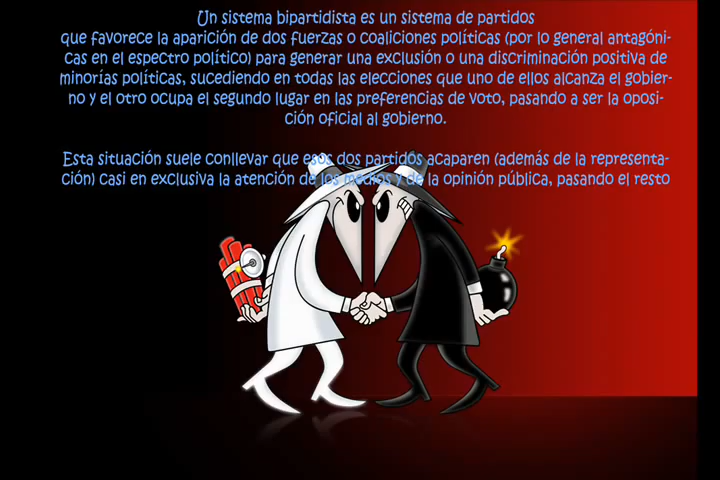 Un sistema bipartidista es un sistema de partidos
que favorece la aparición de dos fuerzas o coaliciones políticas (por lo general antagóni-
cas en el espectro político) para generar una exclusión o una discriminación positiva de
minorías políticas, sucediendo en todas las elecciones que uno de ellos alcanza el gobier-
no y el otro ocupa el segundo lugar en las preferencias de voto, pasando a ser la oposi-
ción oficial al gobierno.
Esta situación suele conllevar que esos dos partidos acaparen (además de la representa-
ción) casi en exclusiva la atención de los medios y de la opinión pública, pasando el resto